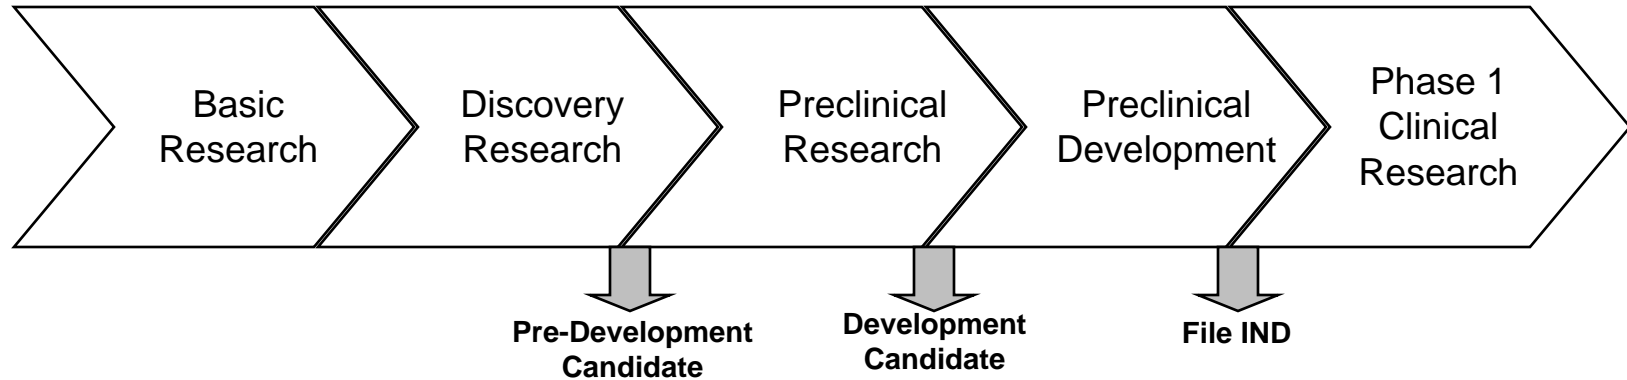 Basic
Research
Discovery
Research
Preclinical
Research
Preclinical
Development
Phase 1
Clinical
Research
Pre-Development
Candidate
Development
Candidate
File IND